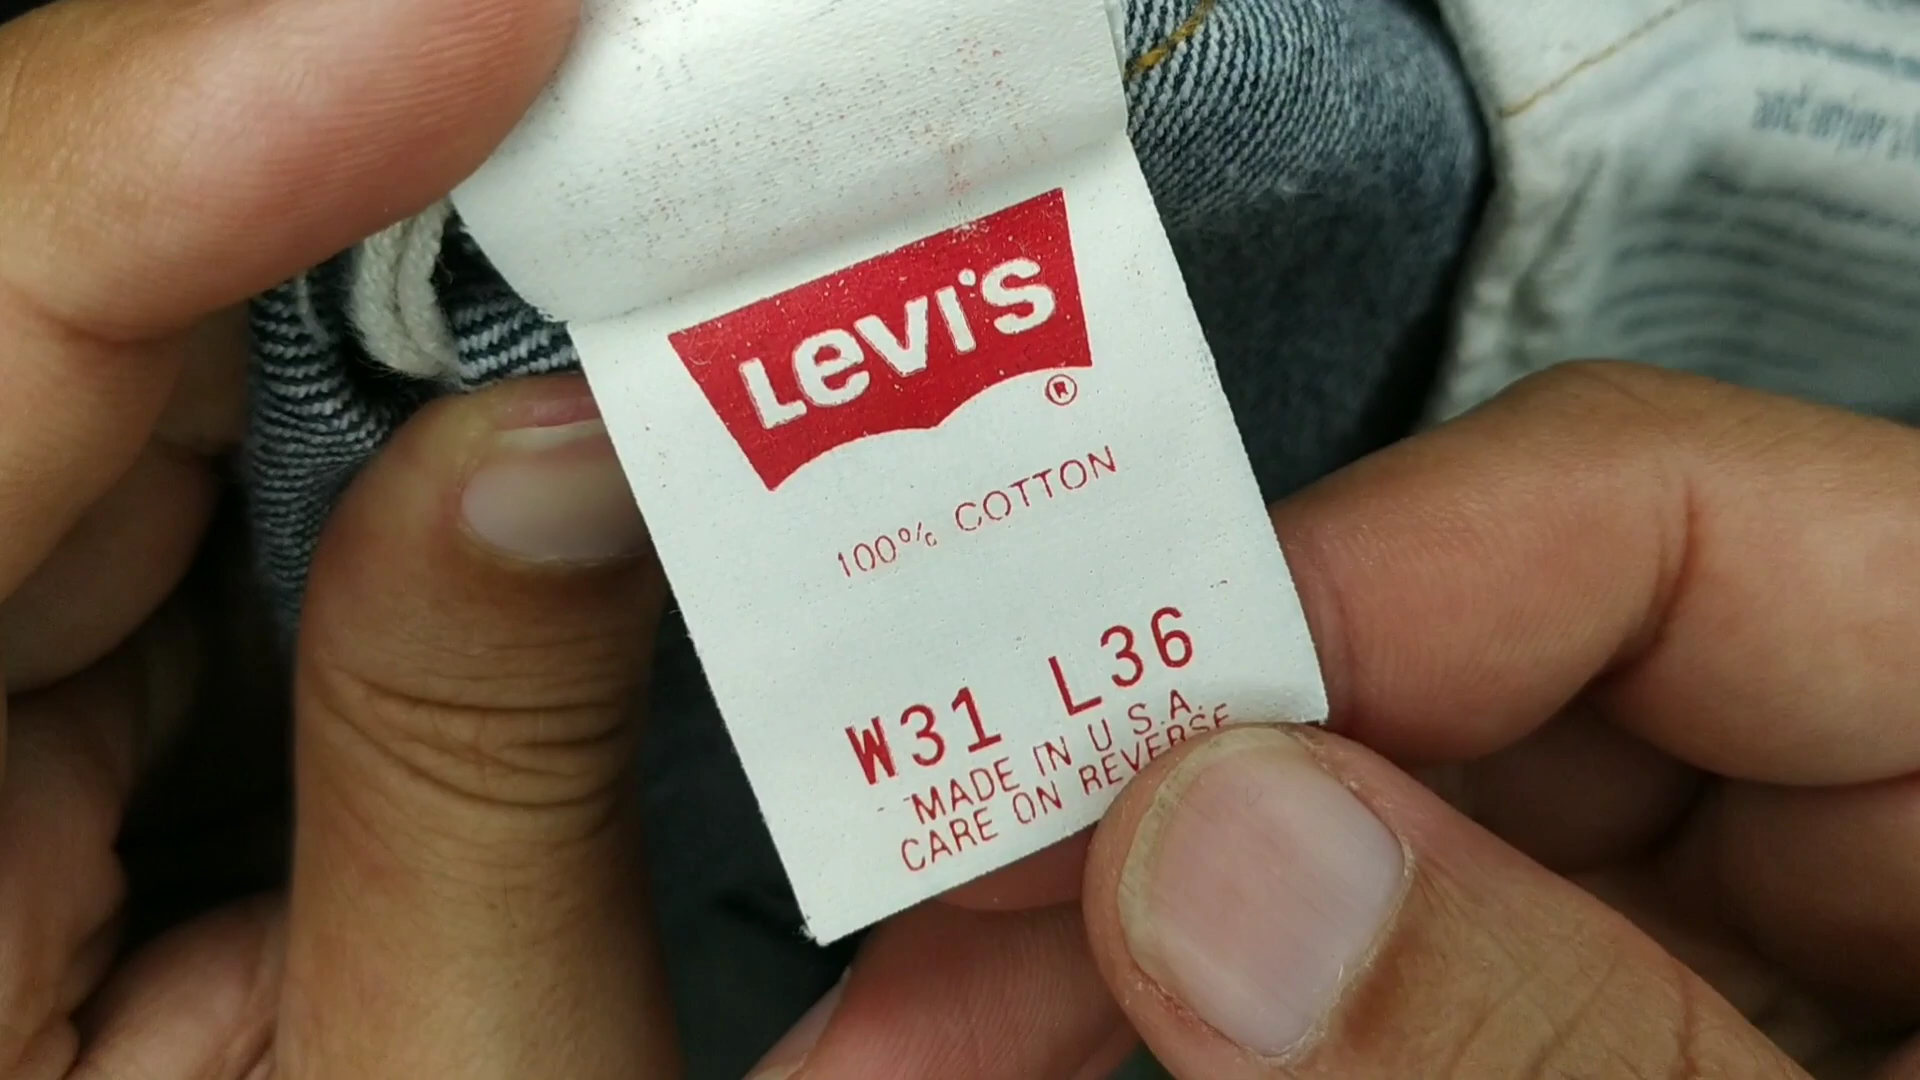 Levi's
®
100% COTTON
W31 L36
MADE IN U.S.A.
CARE ON REVERSE